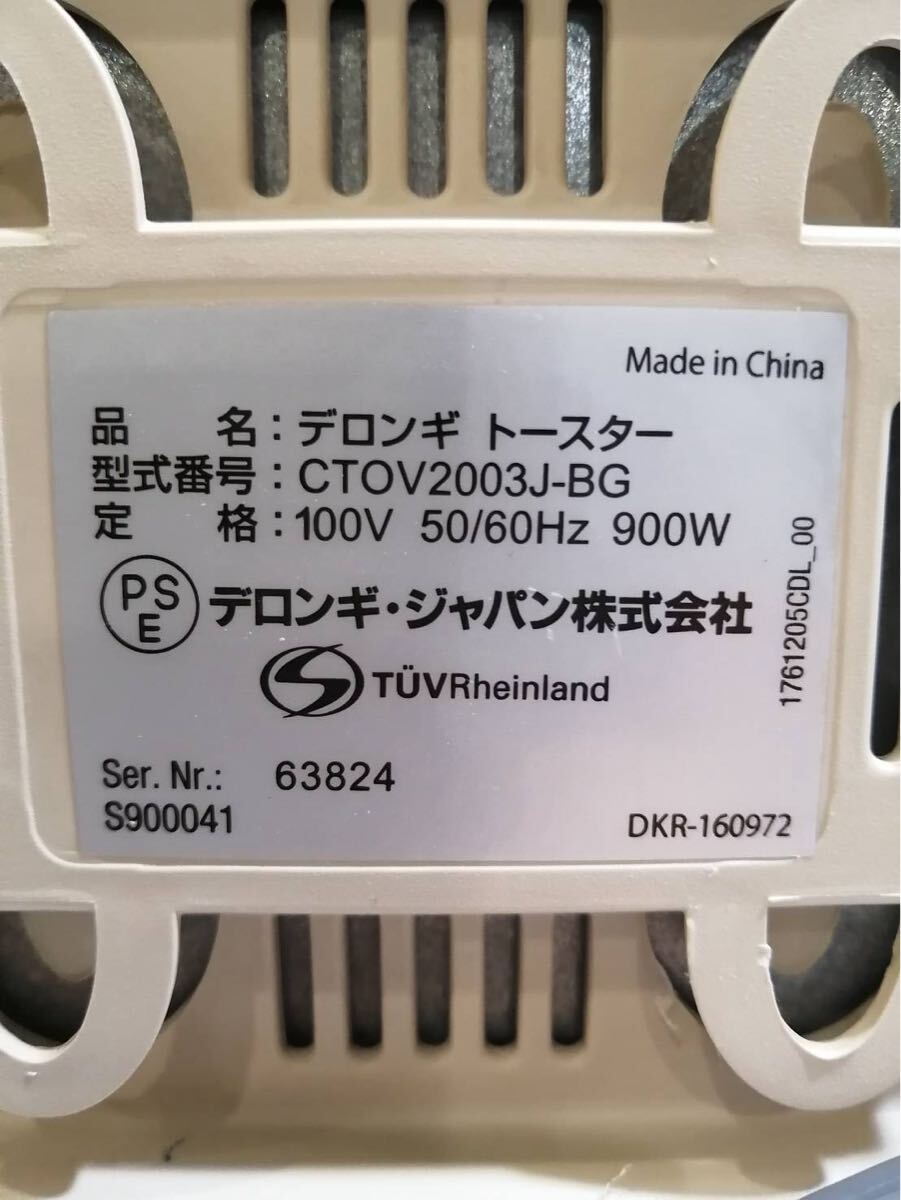 Made in China
品　　名：デロンギ トースター
型式番号：CTOV2003J-BG
定　　格：100V 50/60Hz 900W
PSE デロンギ・ジャパン株式会社
TÜVRheinland
1761205CDL_00
Ser. Nr.: 63824
S900041
DKR-160972